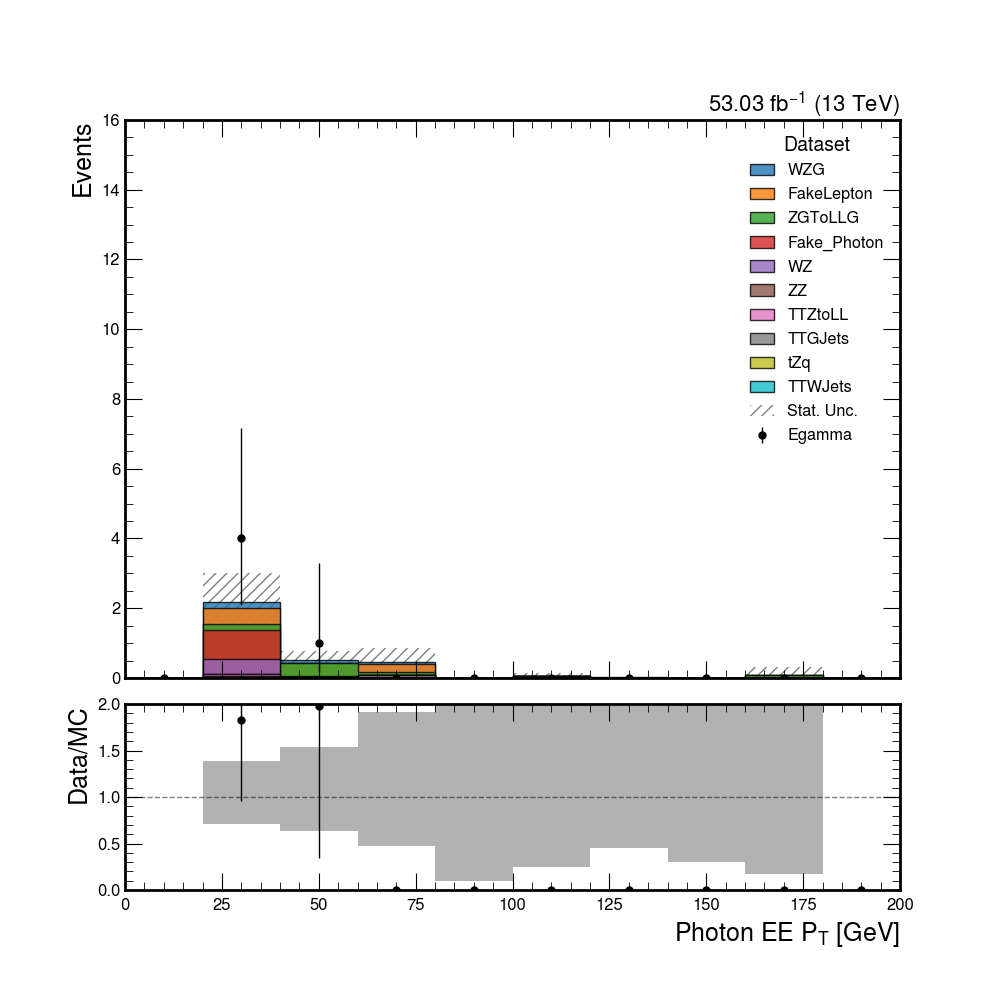 53.03 fb⁻¹ (13 TeV)
Events
16
14
12
10
8
6
4
2
0
Dataset
WZG
FakeLepton
ZGToLLG
Fake_Photon
WZ
ZZ
TTZtoLL
TTGJets
tZq
TTWJets
Stat. Unc.
Egamma
Data/MC
2.0
1.5
1.0
0.5
0.0
0 25 50 75 100 125 150 175 200
Photon EE P_T [GeV]